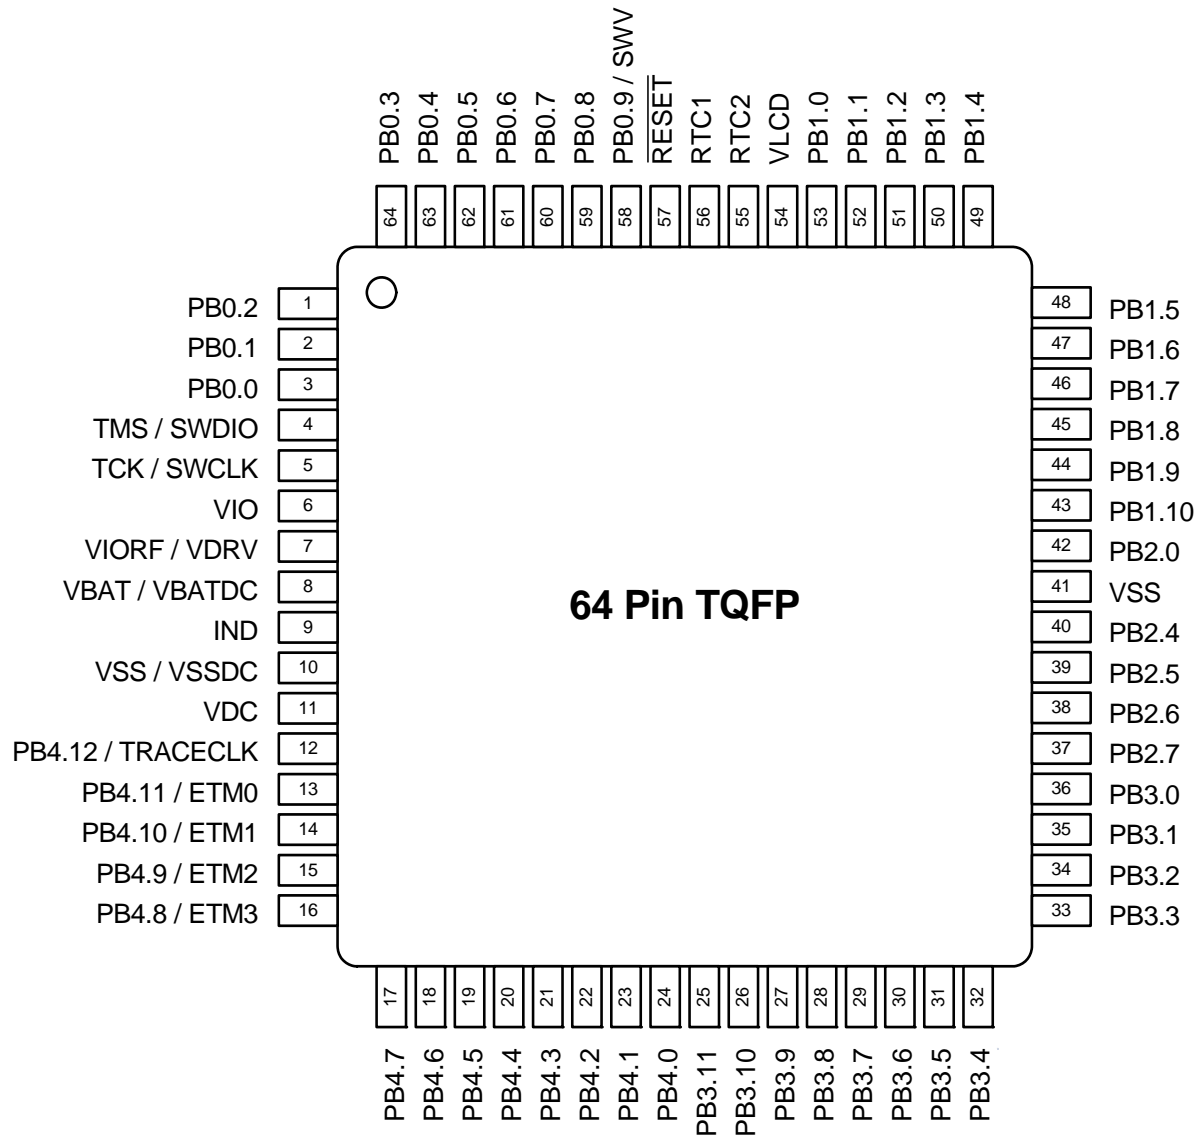 PB0.3
PB0.4
PB0.5
PB0.6
PB0.7
PB0.8
PB0.9 / SWV
RESET
RTC1
RTC2
VLCD
PB1.0
PB1.1
PB1.2
PB1.3
PB1.4
64
63
62
61
60
59
58
57
56
55
54
53
52
51
50
49
PB0.2 1
PB0.1 2
PB0.0 3
TMS / SWDIO 4
TCK / SWCLK 5
VIO 6
VIORF / VDRV 7
VBAT / VBATDC 8
IND 9
VSS / VSSDC 10
VDC 11
PB4.12 / TRACECLK 12
PB4.11 / ETM0 13
PB4.10 / ETM1 14
PB4.9 / ETM2 15
PB4.8 / ETM3 16
64 Pin TQFP
48 PB1.5
47 PB1.6
46 PB1.7
45 PB1.8
44 PB1.9
43 PB1.10
42 PB2.0
41 VSS
40 PB2.4
39 PB2.5
38 PB2.6
37 PB2.7
36 PB3.0
35 PB3.1
34 PB3.2
33 PB3.3
17
18
19
20
21
22
23
24
25
26
27
28
29
30
31
32
PB4.7
PB4.6
PB4.5
PB4.4
PB4.3
PB4.2
PB4.1
PB4.0
PB3.11
PB3.10
PB3.9
PB3.8
PB3.7
PB3.6
PB3.5
PB3.4